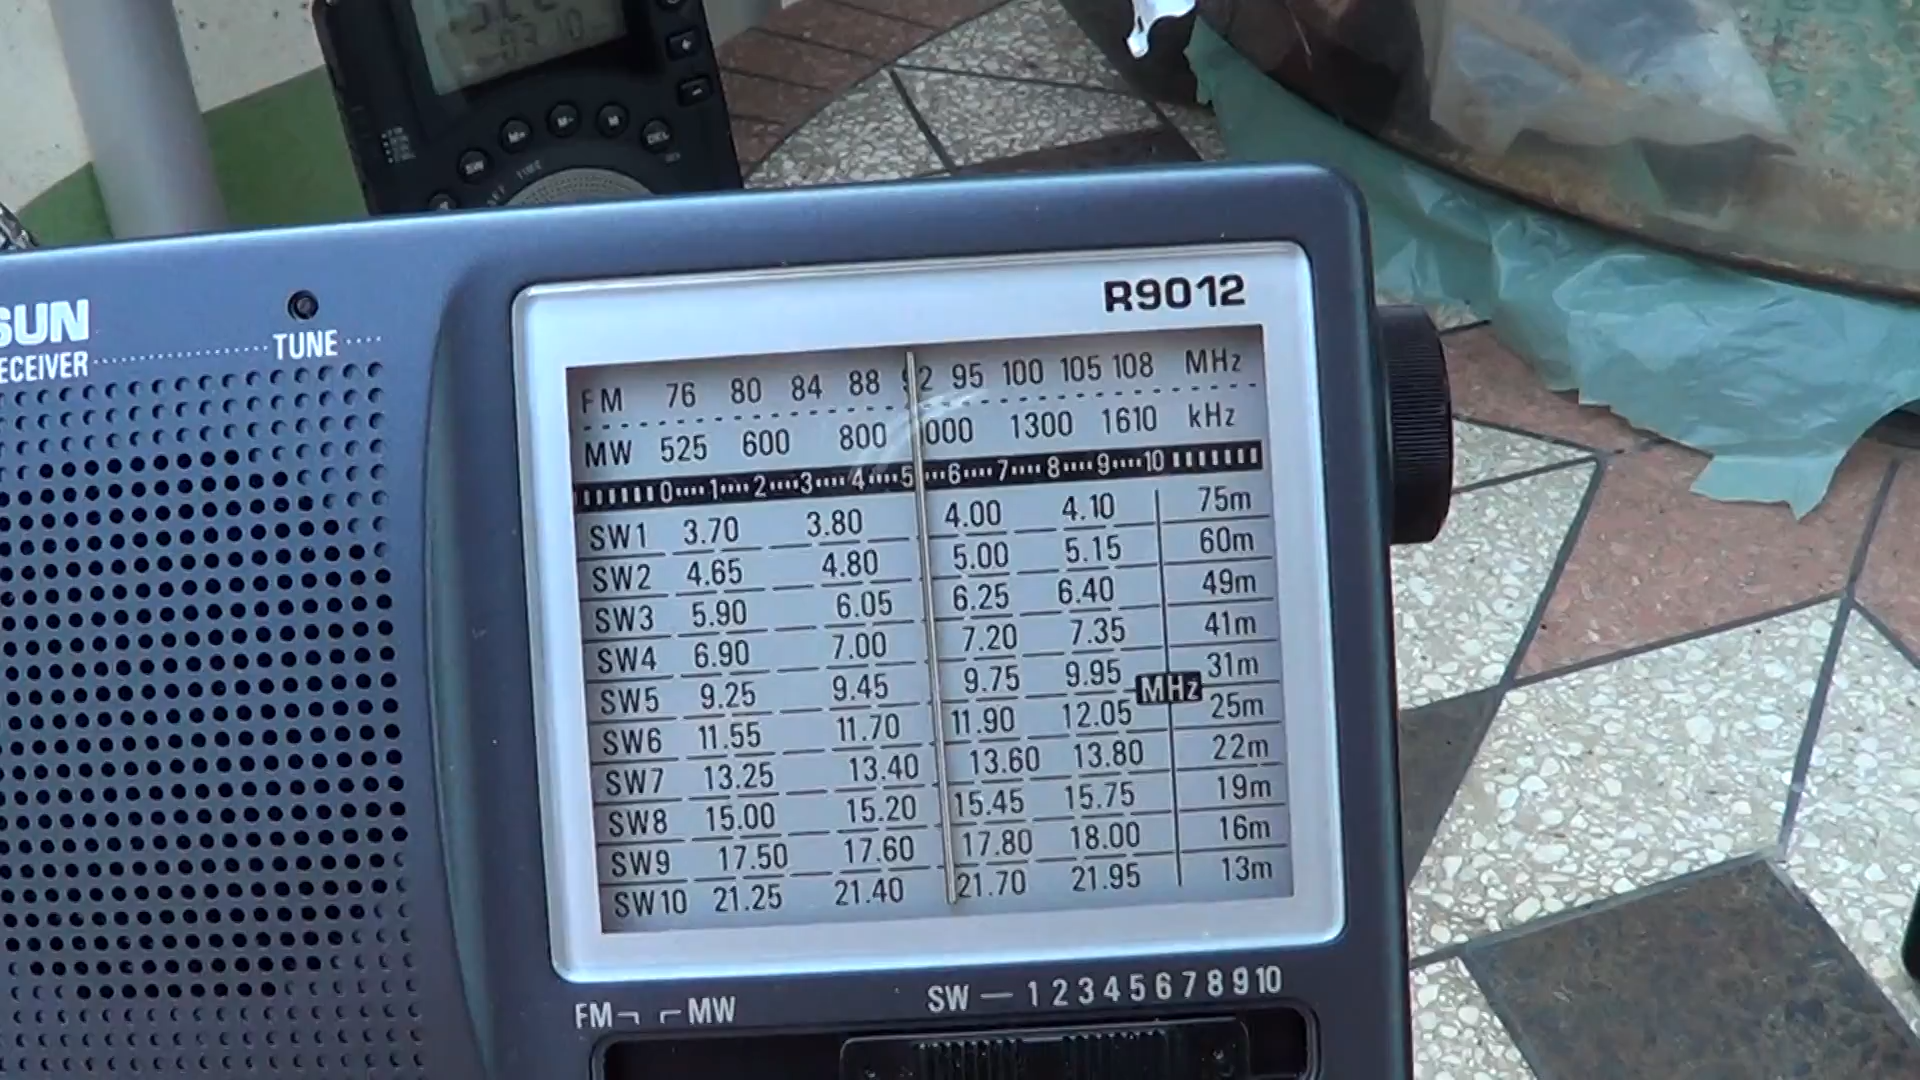 SUN
ECEIVER
TUNE
R9012
FM 76 80 84 88 92 95 100 105 108 MHz
MW 525 600 800 000 1300 1610 kHz
0 1 2 3 4 5 6 7 8 9 10
SW1 3.70 3.80 4.00 4.10 75m
SW2 4.65 4.80 5.00 5.15 60m
SW3 5.90 6.05 6.25 6.40 49m
SW4 6.90 7.00 7.20 7.35 41m
SW5 9.25 9.45 9.75 9.95 31m
MHz
SW6 11.55 11.70 11.90 12.05 25m
SW7 13.25 13.40 13.60 13.80 22m
SW8 15.00 15.20 15.45 15.75 19m
SW9 17.50 17.60 17.80 18.00 16m
SW10 21.25 21.40 21.70 21.95 13m
FM MW SW — 1 2 3 4 5 6 7 8 9 10
M+ M- M DEL
TIME